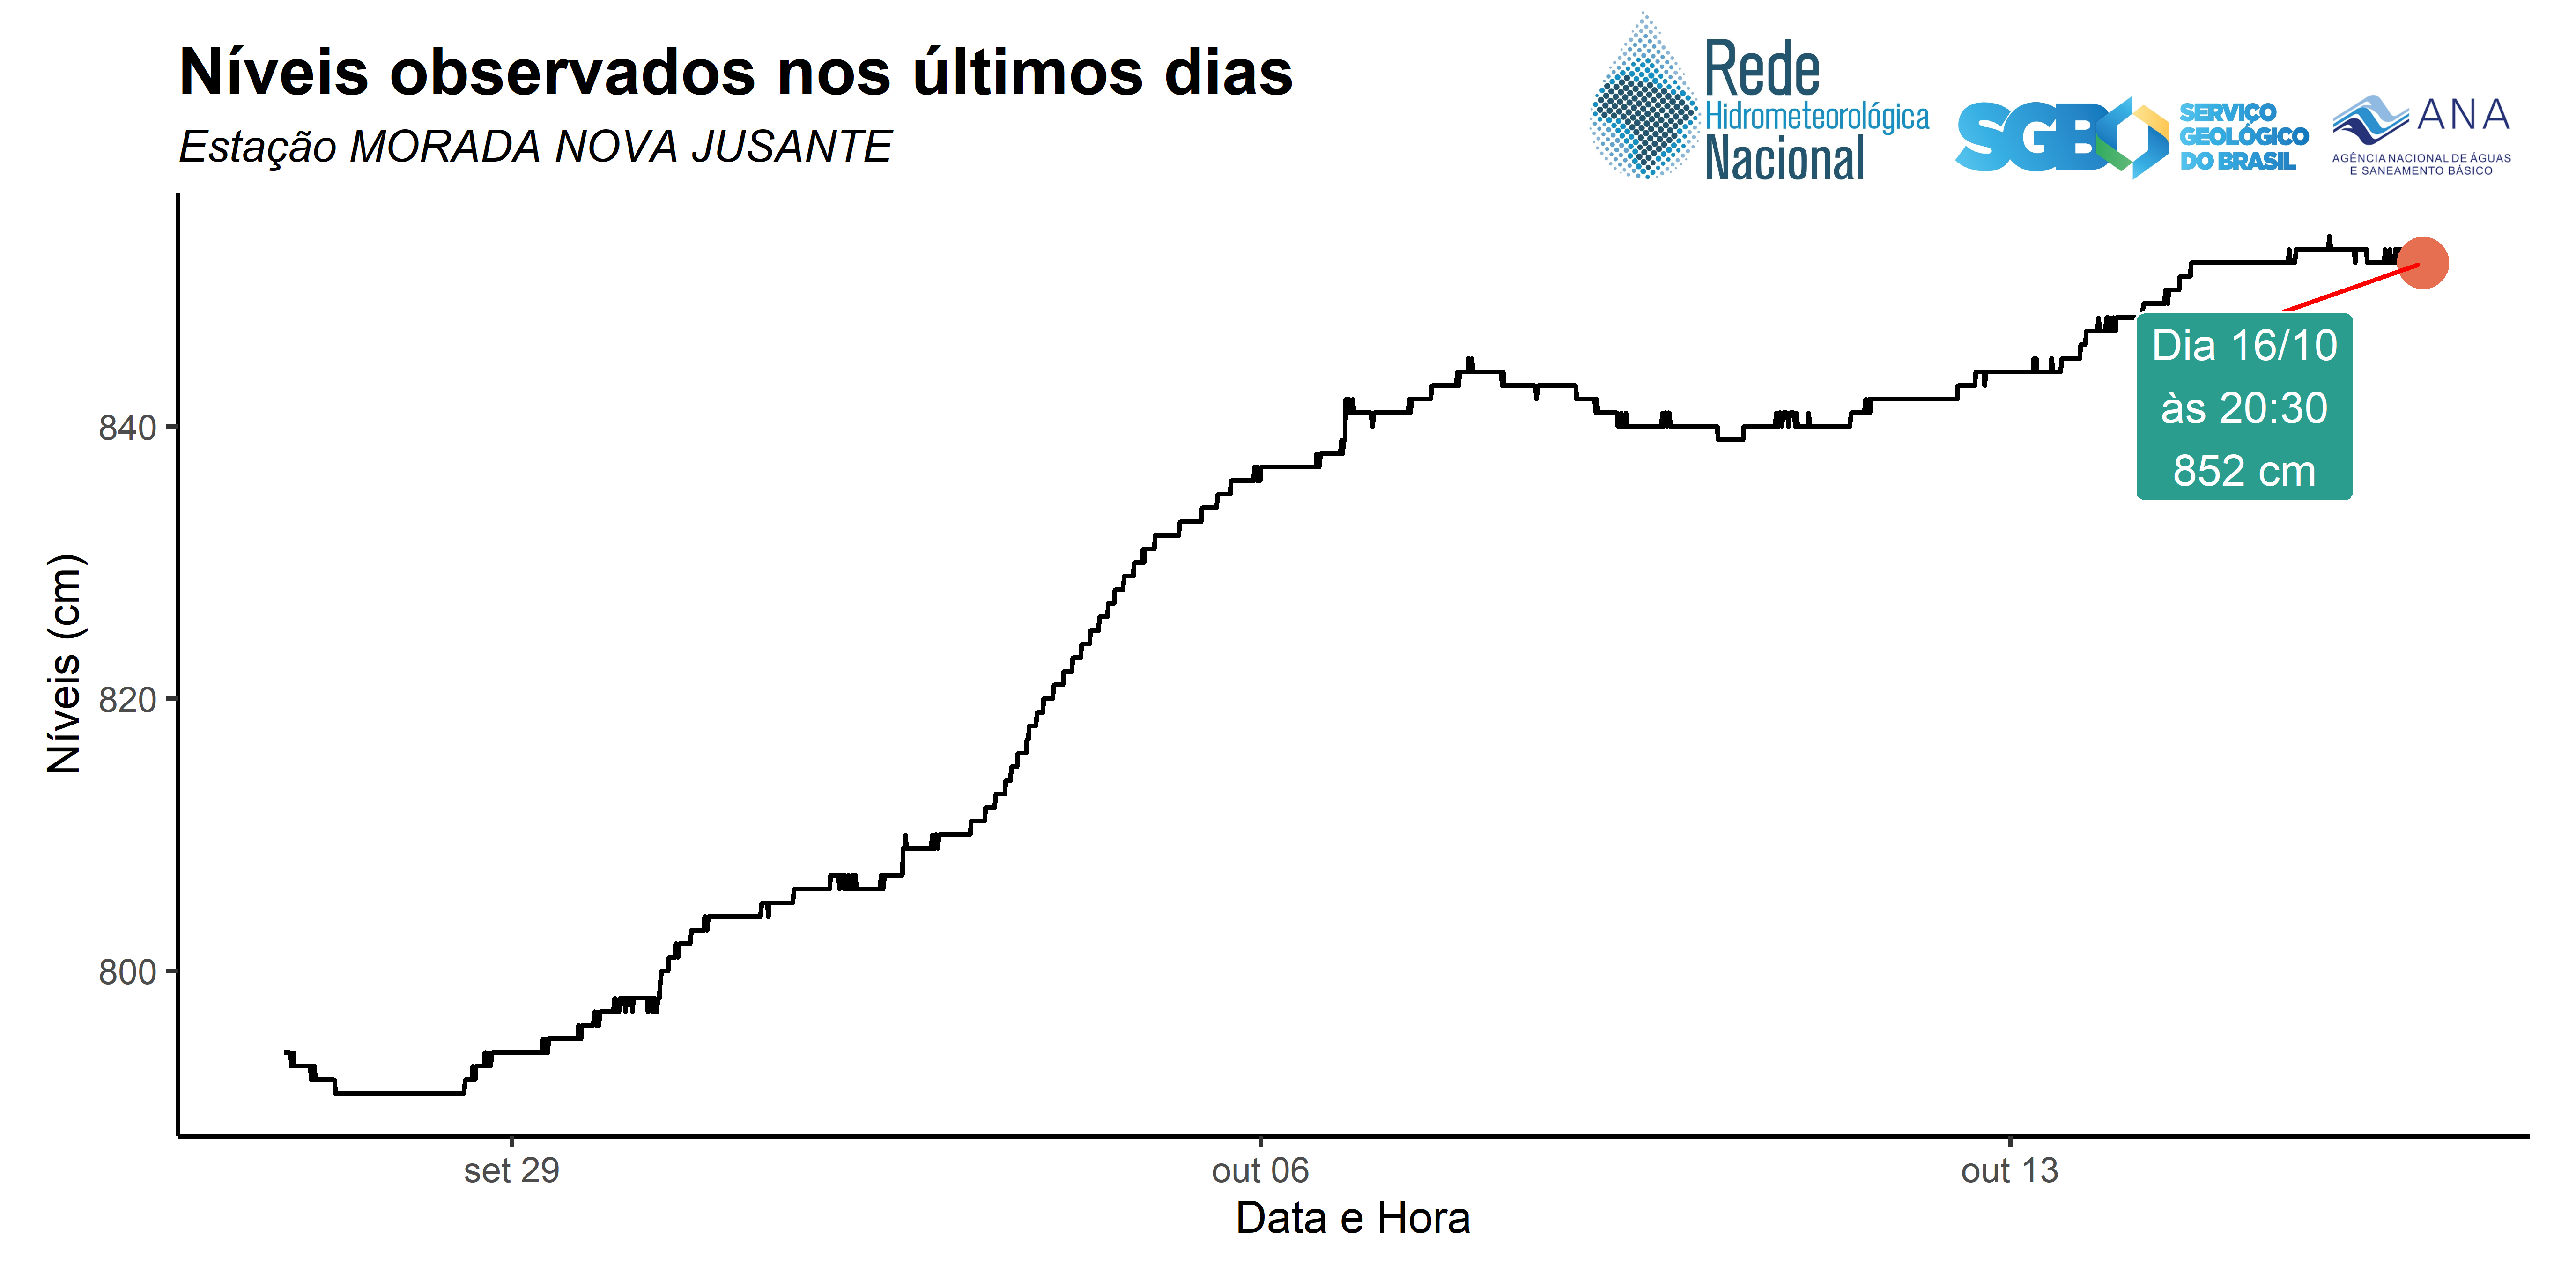 Níveis observados nos últimos dias
Estação MORADA NOVA JUSANTE
Rede
Hidrometeorológica
Nacional
SGB
SERVIÇO
GEOLÓGICO
DO BRASIL
ANA
AGÊNCIA NACIONAL DE ÁGUAS
E SANEAMENTO BÁSICO
Níveis (cm)
840
820
800
Dia 16/10
às 20:30
852 cm
set 29
out 06
out 13
Data e Hora